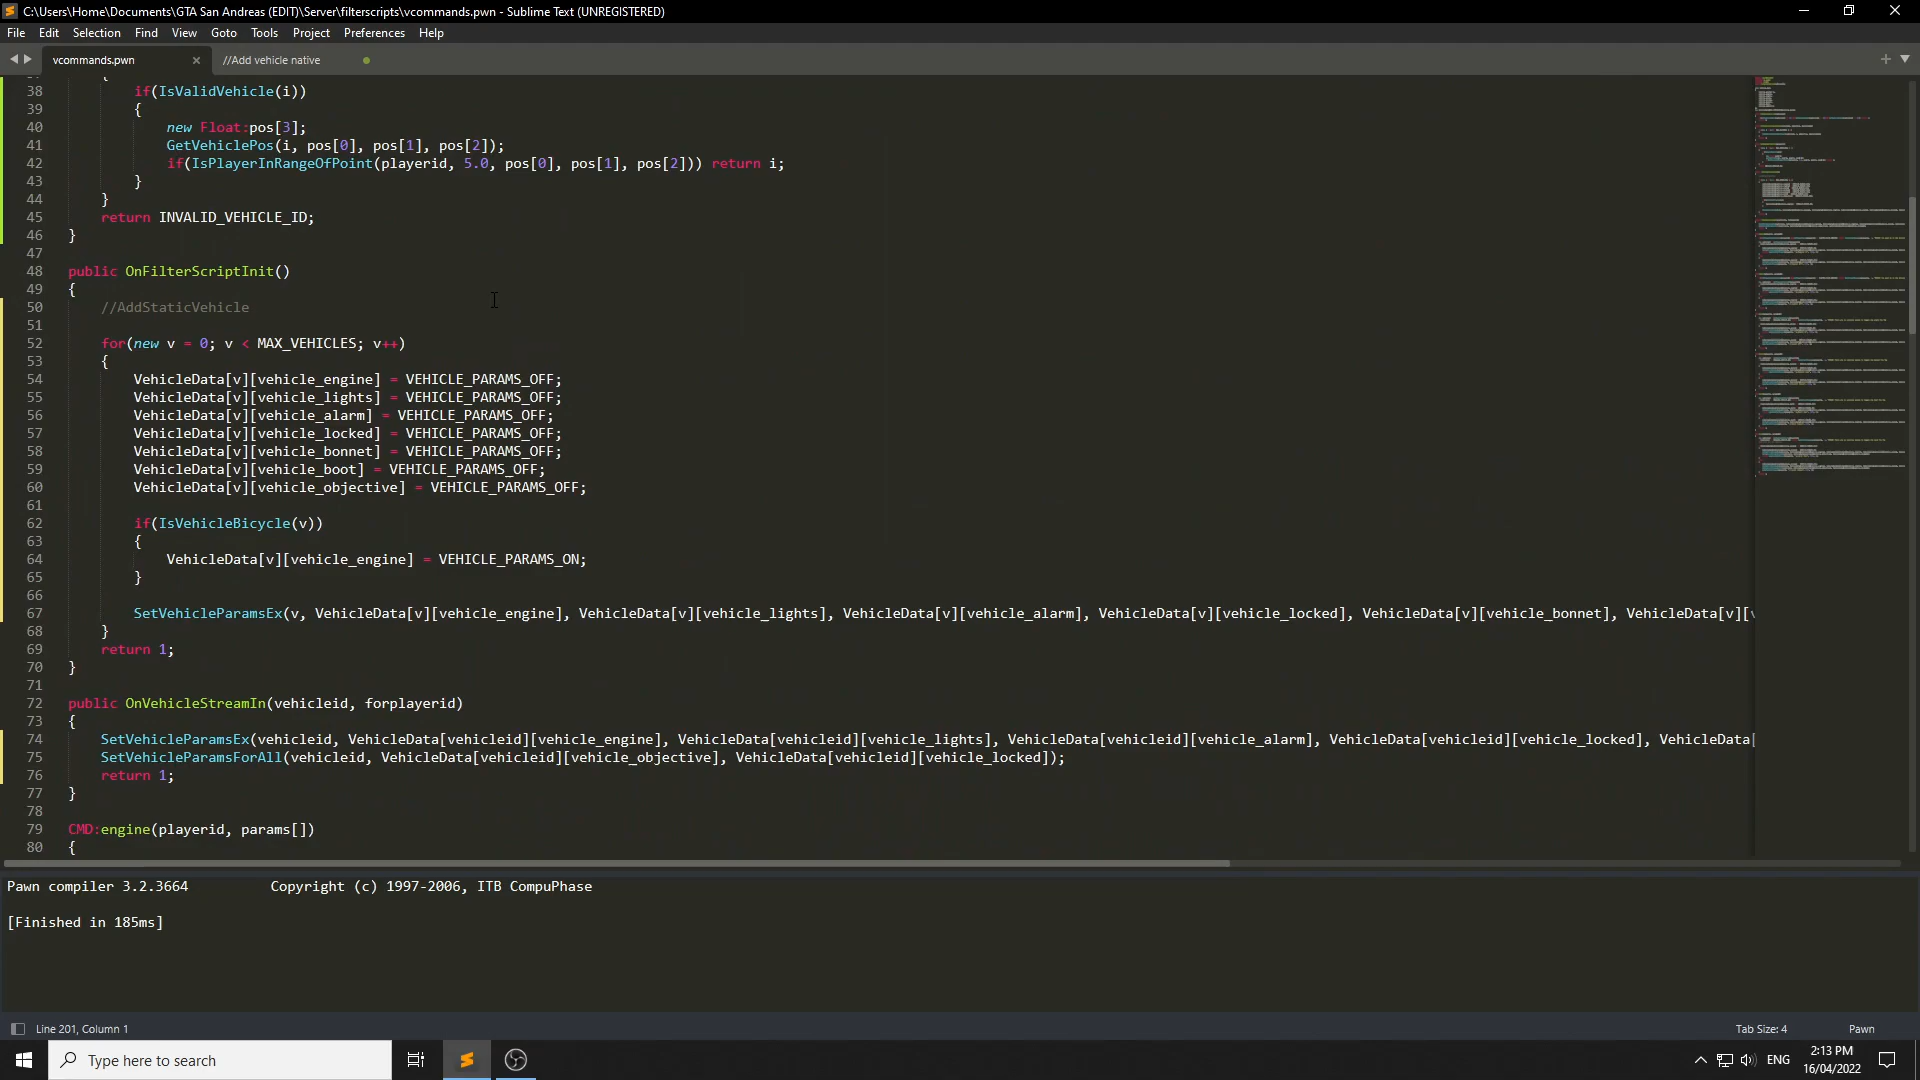 C:\Users\Home\Documents\GTA San Andreas (EDIT)\Server\filterscripts\vcommands.pwn - Sublime Text (UNREGISTERED)
File Edit Selection Find View Goto Tools Project Preferences Help
vcommands.pwn //Add vehicle native
38 if(IsValidVehicle(i))
39 {
40 new Float:pos[3];
41 GetVehiclePos(i, pos[0], pos[1], pos[2]);
42 if(IsPlayerInRangeOfPoint(playerid, 5.0, pos[0], pos[1], pos[2])) return i;
43 }
44 }
45 return INVALID_VEHICLE_ID;
46 }
47
48 public OnFilterScriptInit()
49 {
50 //AddStaticVehicle
51
52 for(new v = 0; v < MAX_VEHICLES; v++)
53 {
54 VehicleData[v][vehicle_engine] = VEHICLE_PARAMS_OFF;
55 VehicleData[v][vehicle_lights] = VEHICLE_PARAMS_OFF;
56 VehicleData[v][vehicle_alarm] = VEHICLE_PARAMS_OFF;
57 VehicleData[v][vehicle_locked] = VEHICLE_PARAMS_OFF;
58 VehicleData[v][vehicle_bonnet] = VEHICLE_PARAMS_OFF;
59 VehicleData[v][vehicle_boot] = VEHICLE_PARAMS_OFF;
60 VehicleData[v][vehicle_objective] = VEHICLE_PARAMS_OFF;
61
62 if(IsVehicleBicycle(v))
63 {
64 VehicleData[v][vehicle_engine] = VEHICLE_PARAMS_ON;
65 }
66
67 SetVehicleParamsEx(v, VehicleData[v][vehicle_engine], VehicleData[v][vehicle_lights], VehicleData[v][vehicle_alarm], VehicleData[v][vehicle_locked], VehicleData[v][vehicle_bonnet], VehicleData[v][v
68 }
69 return 1;
70 }
71
72 public OnVehicleStreamIn(vehicleid, forplayerid)
73 {
74 SetVehicleParamsEx(vehicleid, VehicleData[vehicleid][vehicle_engine], VehicleData[vehicleid][vehicle_lights], VehicleData[vehicleid][vehicle_alarm], VehicleData[vehicleid][vehicle_locked], VehicleData[
75 SetVehicleParamsForAll(vehicleid, VehicleData[vehicleid][vehicle_objective], VehicleData[vehicleid][vehicle_locked]);
76 return 1;
77 }
78
79 CMD:engine(playerid, params[])
80 {
Pawn compiler 3.2.3664 Copyright (c) 1997-2006, ITB CompuPhase
[Finished in 185ms]
Line 201, Column 1 Tab Size: 4 Pawn
Type here to search ENG 2:13 PM
16/04/2022